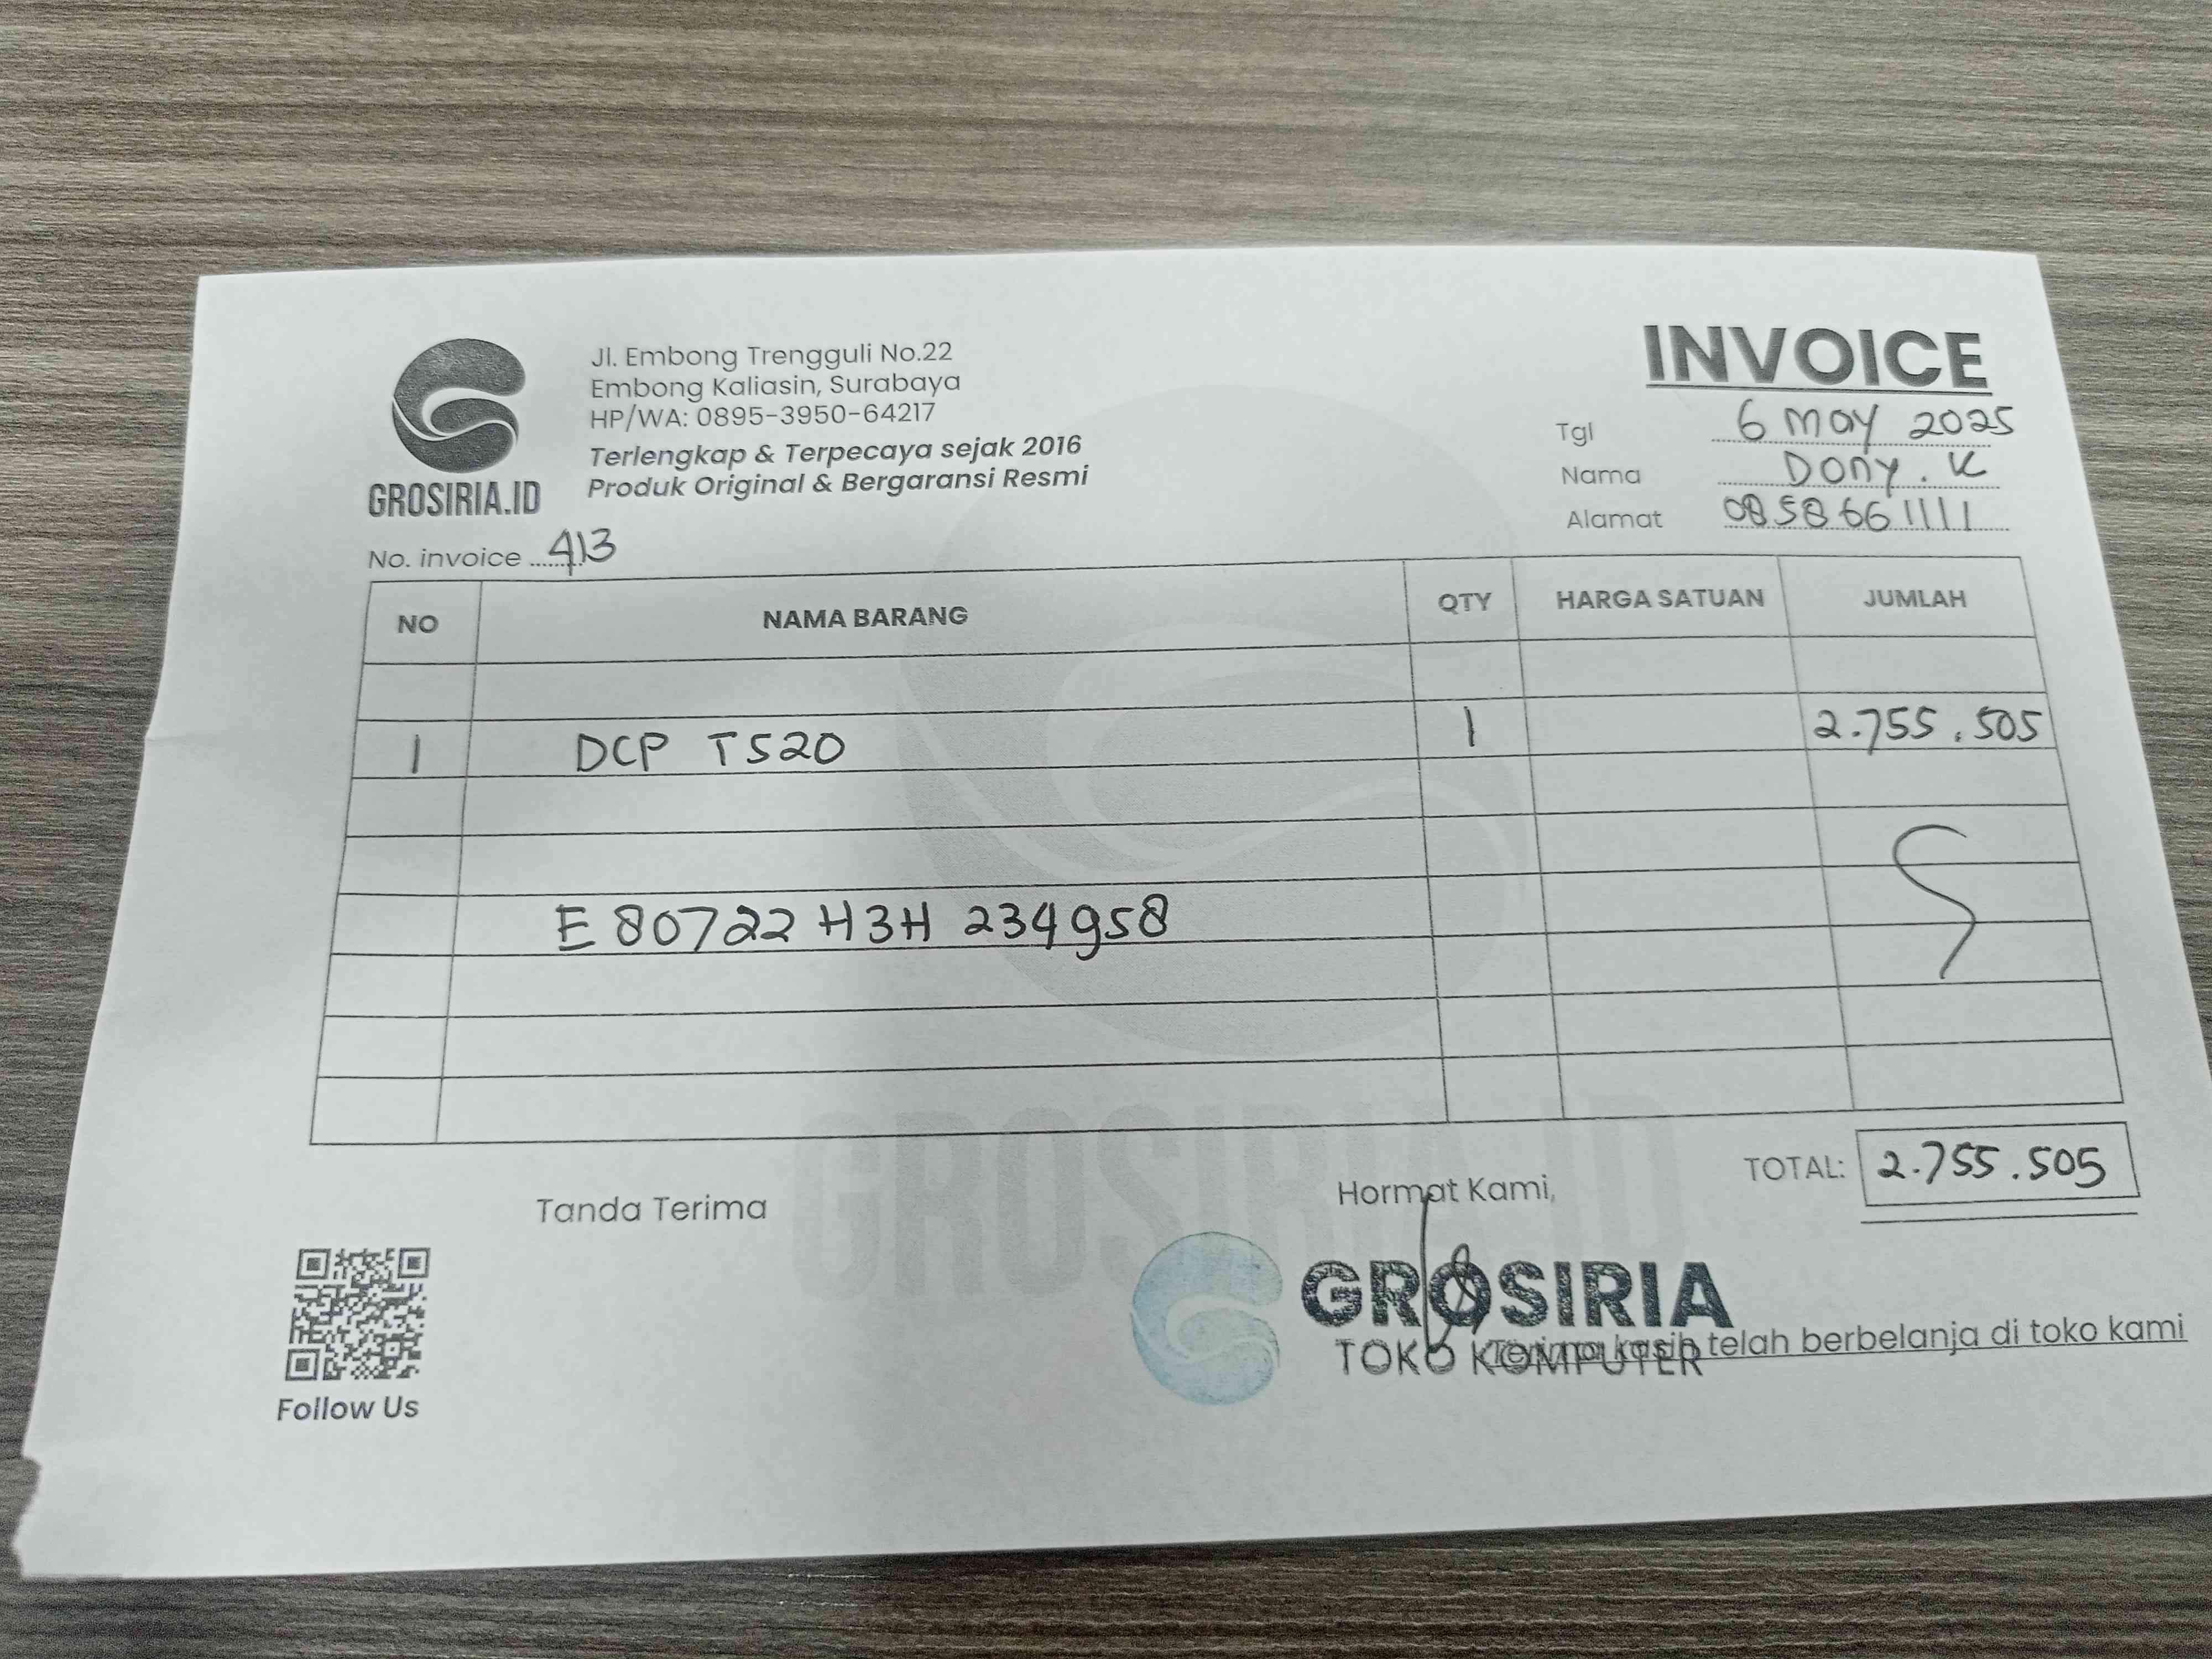 Jl. Embong Trengguli No.22
Embong Kaliasin, Surabaya
HP/WA: 0895-3950-64217
Terlengkap & Terpecaya sejak 2016
Produk Original & Bergaransi Resmi
GROSIRIA.ID
INVOICE
Tgl 6 May 2025
Nama Dony. K
Alamat 0858661111
No. invoice 413
NO NAMA BARANG QTY HARGA SATUAN JUMLAH
1 DCP T520 1 2.755.505
E80722H3H234958
TOTAL: 2.755.505
Tanda Terima Hormat Kami,
GROSIRIA
TOKO KOMPUTER
Terima kasih telah berbelanja di toko kami
Follow Us
GROSIRIA.ID